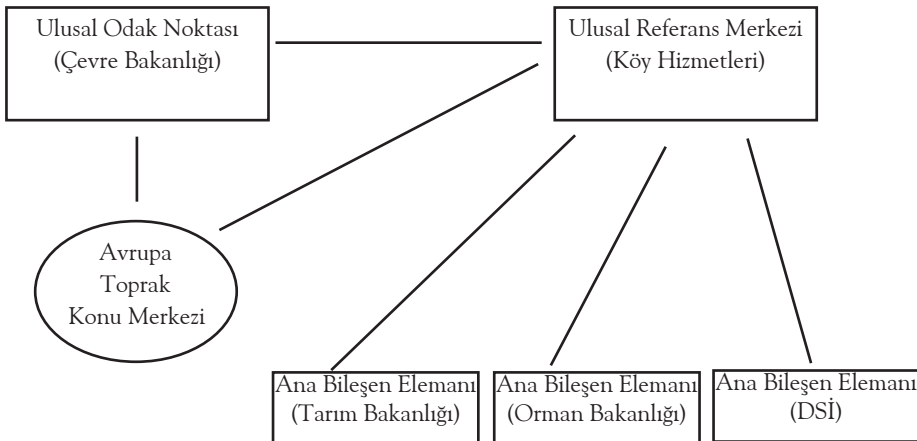 Ulusal Odak Noktası
(Çevre Bakanlığı)
Ulusal Referans Merkezi
(Köy Hizmetleri)
Avrupa
Toprak
Konu Merkezi
Ana Bileşen Elemanı
(Tarım Bakanlığı)
Ana Bileşen Elemanı
(Orman Bakanlığı)
Ana Bileşen Elemanı
(DSİ)